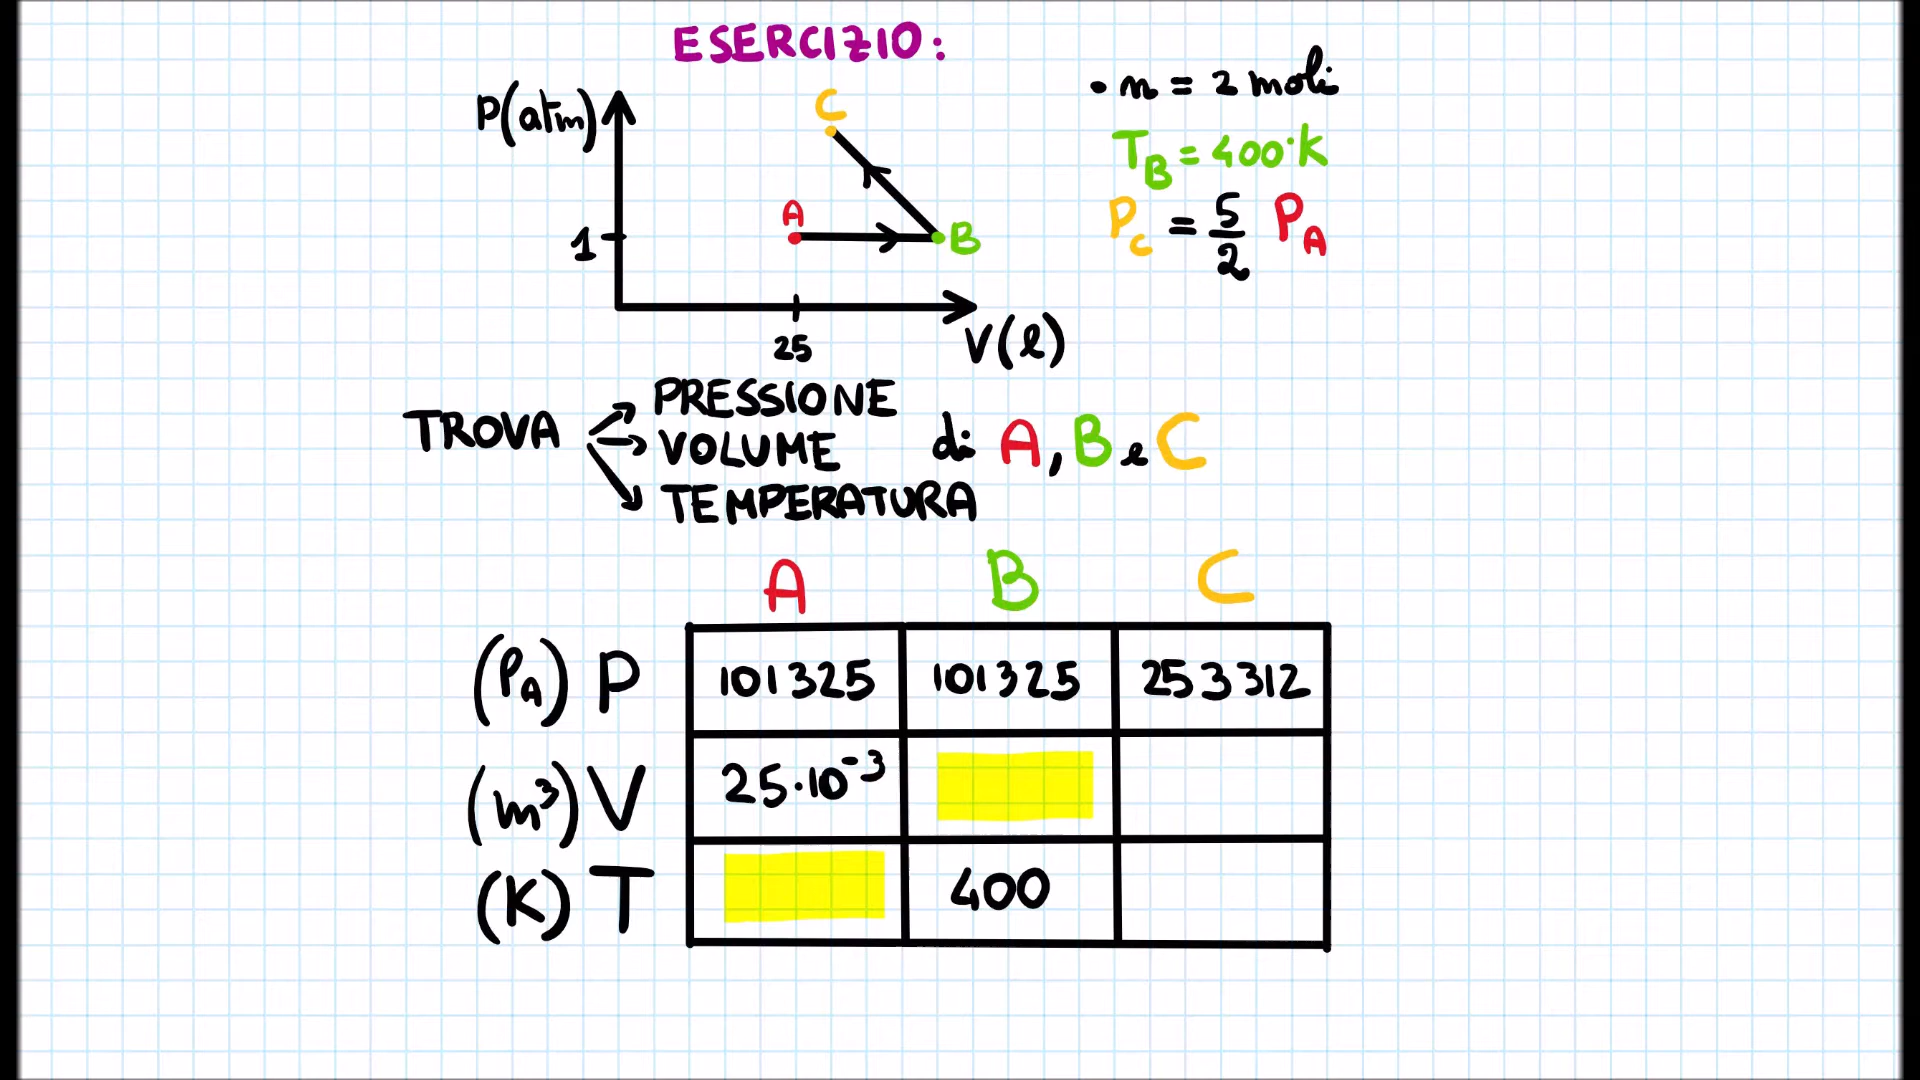 ESERCIZIO:
P(atm)
C
A
B
1
25
V(l)
• n = 2 moli
TB = 400°K
PC = 5/2 PA
TROVA
PRESSIONE
VOLUME
TEMPERATURA
di A, B e C
A B C
(PA) P 101325 101325 253312
(m³) V 25·10⁻³
(K) T 400